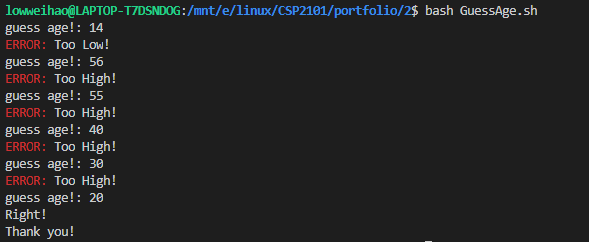 lowweihao@LAPTOP-T7DSNDOG:/mnt/e/linux/CSP2101/portfolio/2$ bash GuessAge.sh
guess age!: 14
ERROR: Too Low!
guess age!: 56
ERROR: Too High!
guess age!: 55
ERROR: Too High!
guess age!: 40
ERROR: Too High!
guess age!: 30
ERROR: Too High!
guess age!: 20
Right!
Thank you!